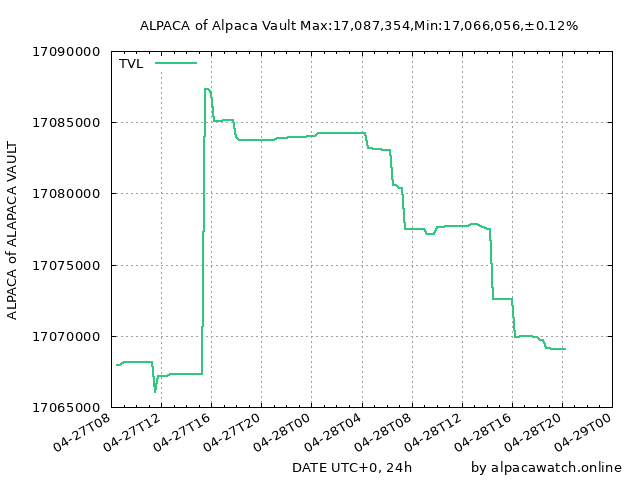 ALPACA of Alpaca Vault Max:17,087,354,Min:17,066,056,±0.12%
TVL
17090000
17085000
17080000
17075000
17070000
17065000
ALPACA of ALAPACA VAULT
04-27T08
04-27T12
04-27T16
04-27T20
04-28T00
04-28T04
04-28T08
04-28T12
04-28T16
04-28T20
04-29T00
DATE UTC+0, 24h
by alpacawatch.online